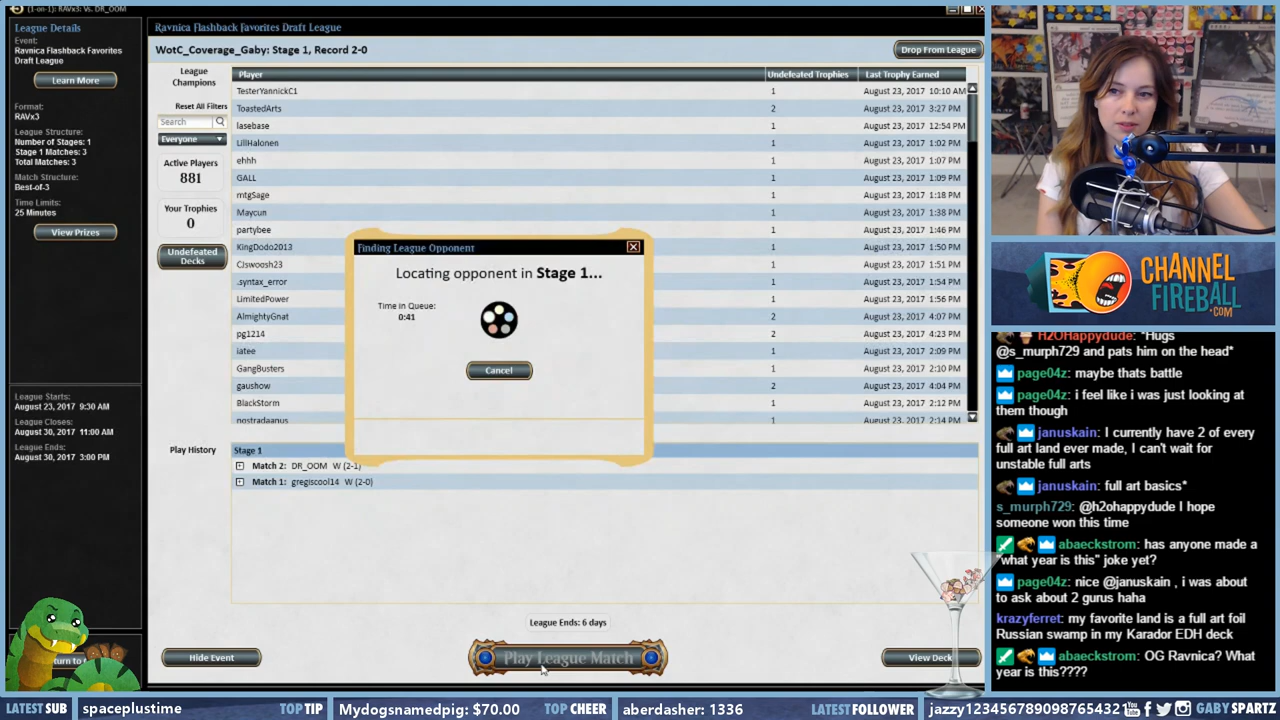 (1-on-1): RAVx3: Vs. DR_OOM
League Details
Event:
Ravnica Flashback Favorites
Draft League
Learn More
Format:
RAVx3
League Structure:
Number of Stages: 1
Stage 1 Matches: 3
Total Matches: 3
Match Structure:
Best-of-3
Time Limits:
25 Minutes
View Prizes
League Starts:
August 23, 2017 9:30 AM
League Closes:
August 30, 2017 11:00 AM
League Ends:
August 30, 2017 3:00 PM
Ravnica Flashback Favorites Draft League
WotC_Coverage_Gaby: Stage 1, Record 2-0
Drop From League
League
Champions
Reset All Filters
Search
Everyone
Active Players
881
Your Trophies
0
Undefeated
Decks
Player Undefeated Trophies Last Trophy Earned
TesterYannickC1 1 August 23, 2017 10:10 AM
ToastedArts 2 August 23, 2017 3:27 PM
lasebase 1 August 23, 2017 12:54 PM
LillHalonen 1 August 23, 2017 1:02 PM
ehhh 1 August 23, 2017 1:07 PM
GALL 1 August 23, 2017 1:09 PM
mtgSage 1 August 23, 2017 1:18 PM
Maycun 1 August 23, 2017 1:38 PM
partybee 1 August 23, 2017 1:46 PM
KingDodo2013 1 August 23, 2017 1:50 PM
CJswoosh23 1 August 23, 2017 1:51 PM
.syntax_error 1 August 23, 2017 1:54 PM
LimitedPower 1 August 23, 2017 1:56 PM
AlmightyGnat 2 August 23, 2017 4:07 PM
pg1214 2 August 23, 2017 4:23 PM
iatee 1 August 23, 2017 2:09 PM
GangBusters 1 August 23, 2017 2:10 PM
gaushow 2 August 23, 2017 4:04 PM
BlackStorm 1 August 23, 2017 2:12 PM
nostradaanus 1 August 23, 2017 2:14 PM
Finding League Opponent
Locating opponent in Stage 1...
Time in Queue:
0:41
Cancel
Play History
Stage 1
Match 2: DR_OOM W (2-1)
Match 1: gregiscool14 W (2-0)
League Ends: 6 days
Hide Event
Play League Match
View Deck
CHANNEL
FIREBALL
.COM
H2OHappydude: *Hugs
@s_murph729 and pats him on the head*
page04z: maybe thats battle
page04z: i feel like i was just looking at
them though
januskain: I currently have 2 of every
full art land ever made, I can't wait for
unstable full arts
januskain: full art basics*
s_murph729: @h2ohappydude I hope
someone won this time
abaeckstrom: has anyone made a
"what year is this" joke yet?
page04z: nice @januskain , i was about
to ask about 2 gurus haha
krazyferret: my favorite land is a full art foil
Russian swamp in my Karador EDH deck
abaeckstrom: OG Ravnica? What
year is this????
LATEST SUB spaceplustime TOP TIP Mydogsnamedpig: $70.00 TOP CHEER aberdasher: 1336 LATEST FOLLOWER jazzy1234567890987654321 GABY SPARTZ